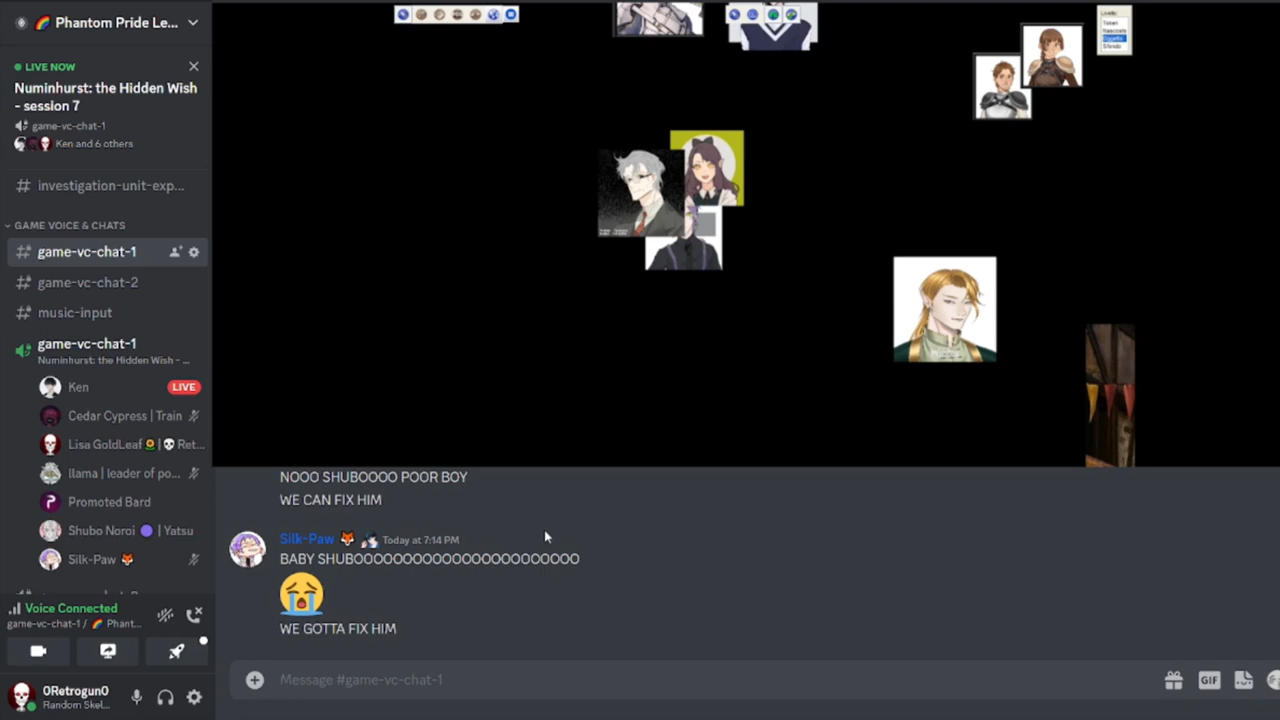 Phantom Pride Le...
LIVE NOW
Numinhurst: the Hidden Wish
- session 7
game-vc-chat-1
Ken and 6 others
investigation-unit-exp...
GAME VOICE & CHATS
game-vc-chat-1
game-vc-chat-2
music-input
game-vc-chat-1
Numinhurst: the Hidden Wish - ...
Ken
LIVE
Cedar Cypress | Train
Lisa GoldLeaf🌻 | 💀 Ret...
llama | leader of po...
Promoted Bard
Shubo Noroi 🟣 | Yatsu
Silk-Paw 🦊
Voice Connected
game-vc-chat-1 / 🌈 Phant...
0Retrogun0
Random Skel...
NOOO SHUBOOOO POOR BOY
WE CAN FIX HIM
Silk-Paw 🦊 Today at 7:14 PM
BABY SHUBOOOOOOOOOOOOOOOOOOOOOOO
😭
WE GOTTA FIX HIM
Message #game-vc-chat-1
GIF